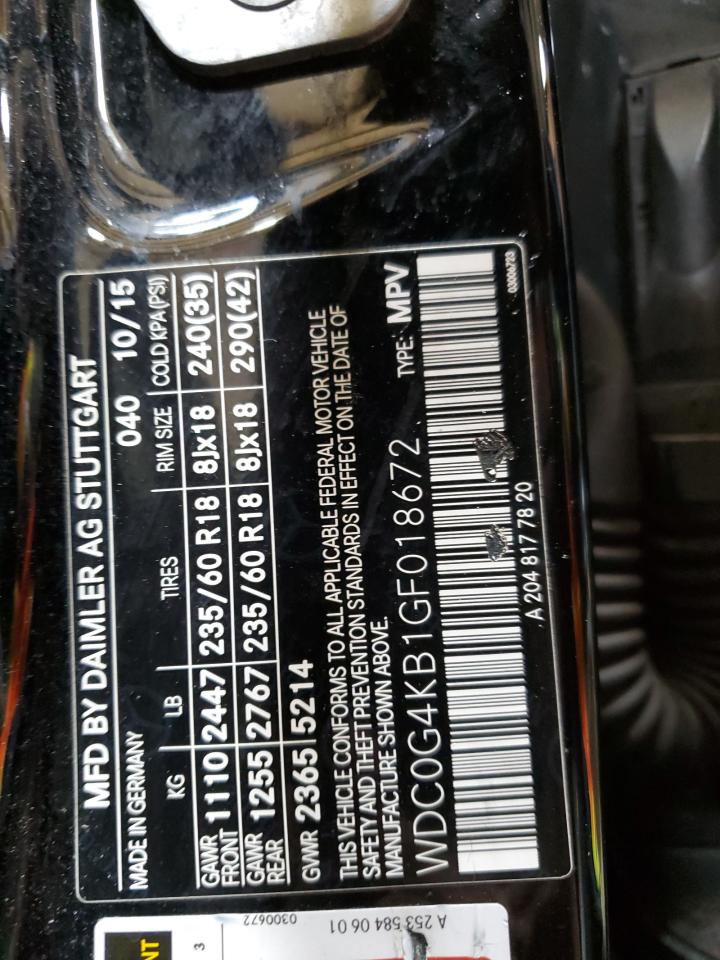 MFD BY DAIMLER AG STUTTGART
MADE IN GERMANY 040 10/15
KG LB TIRES RIM SIZE COLD KPA(PSI)
GAWR FRONT 1110 2447 235/60 R18 8Jx18 240(35)
GAWR REAR 1255 2767 235/60 R18 8Jx18 290(42)
GVWR 2365 5214
THIS VEHICLE CONFORMS TO ALL APPLICABLE FEDERAL MOTOR VEHICLE
SAFETY AND THEFT PREVENTION STANDARDS IN EFFECT ON THE DATE OF
MANUFACTURE SHOWN ABOVE.
WDC0G4KB1GF018672 TYPE: MPV
A 204 817 78 20
0300672
A 253 584 06 01
3